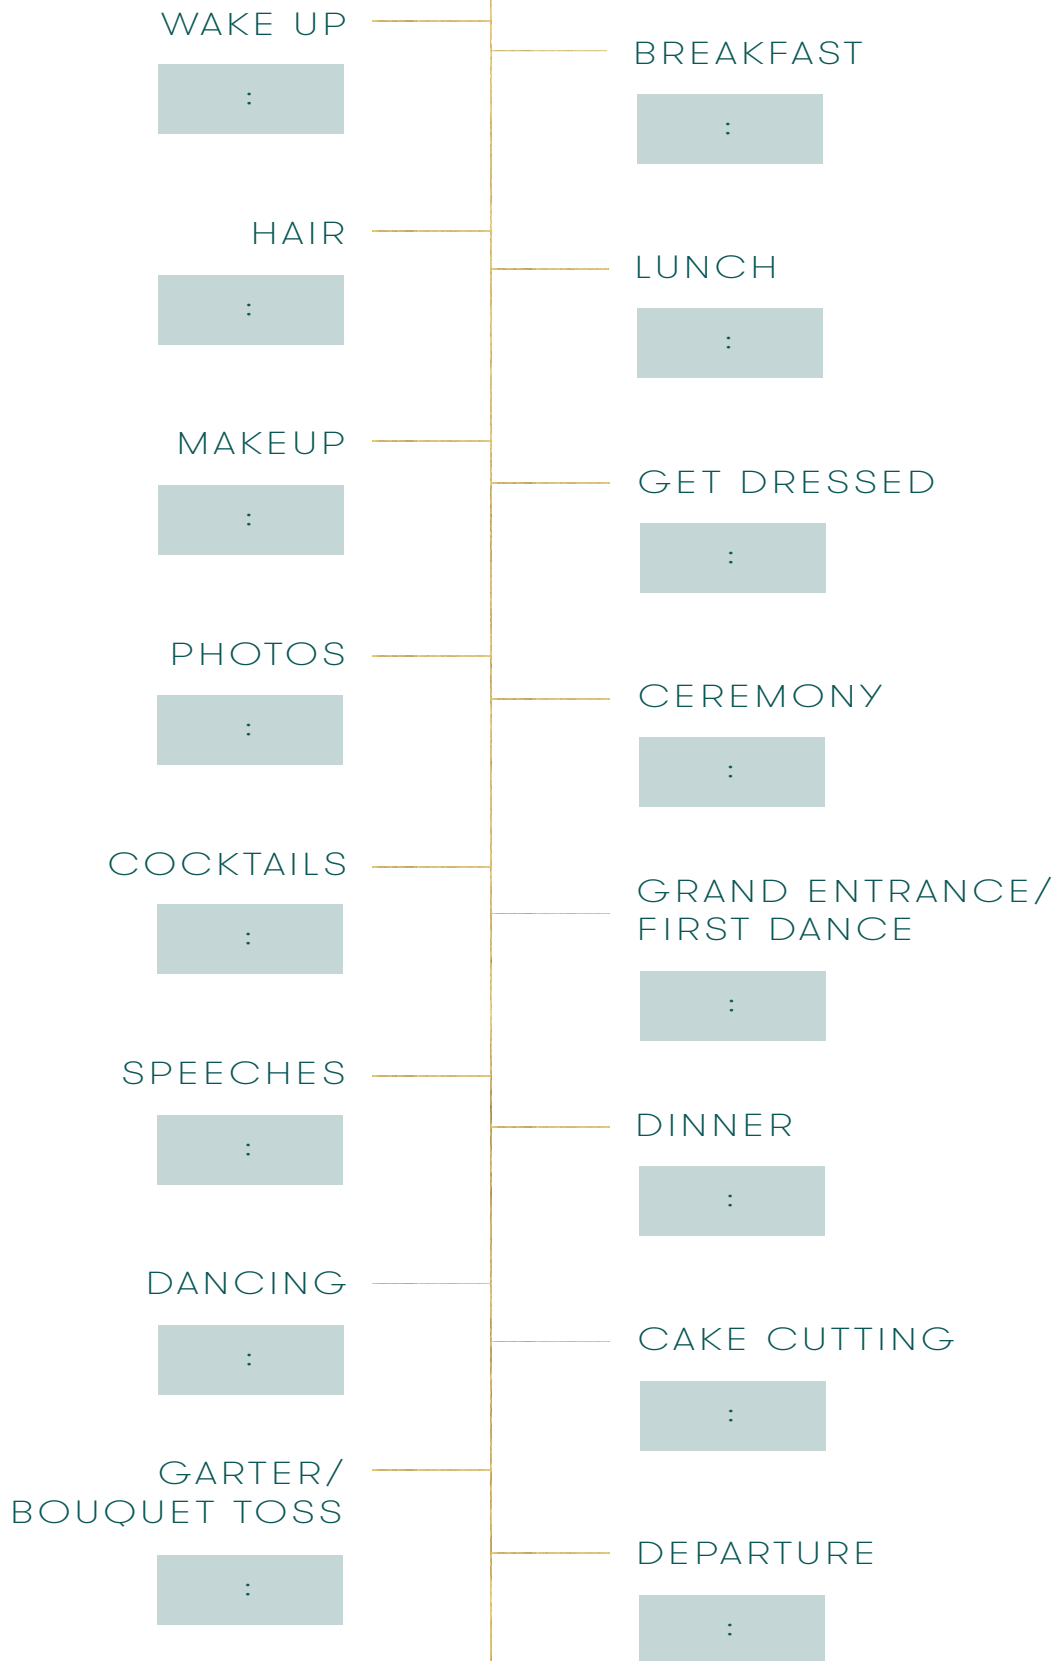 WAKE UP
:
BREAKFAST
:
HAIR
:
LUNCH
:
MAKEUP
:
GET DRESSED
:
PHOTOS
:
CEREMONY
:
COCKTAILS
:
GRAND ENTRANCE/
FIRST DANCE
:
SPEECHES
:
DINNER
:
DANCING
:
CAKE CUTTING
:
GARTER/
BOUQUET TOSS
:
DEPARTURE
: